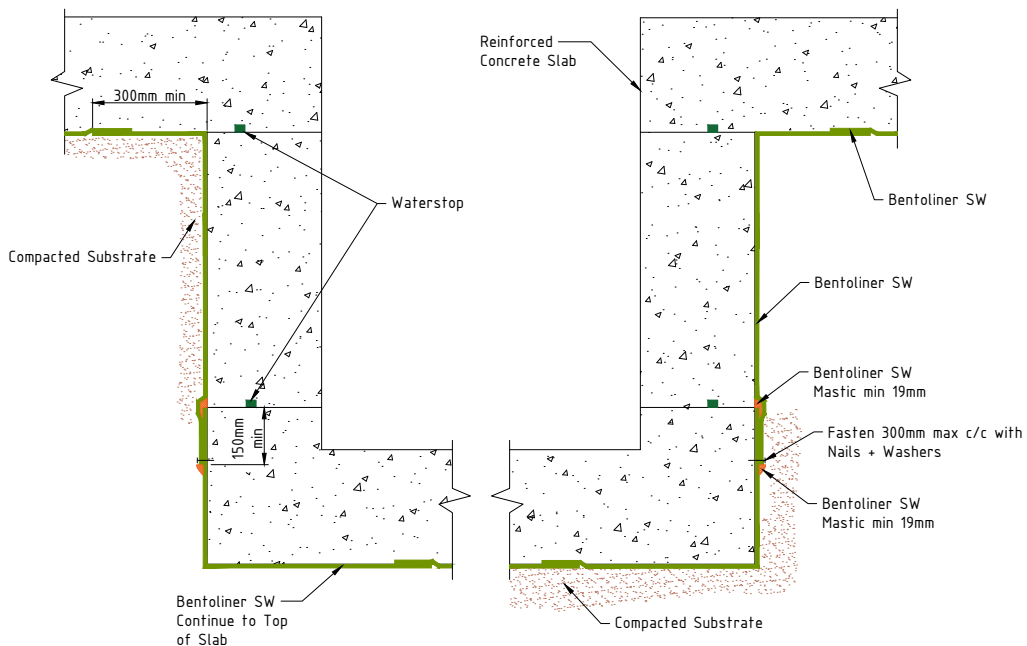 Reinforced
Concrete Slab
300mm min
Waterstop
Bentoliner SW
Compacted Substrate
Bentoliner SW
Bentoliner SW
Mastic min 19mm
150mm
min
Fasten 300mm max c/c with
Nails + Washers
Bentoliner SW
Mastic min 19mm
Bentoliner SW
Continue to Top
of Slab
Compacted Substrate